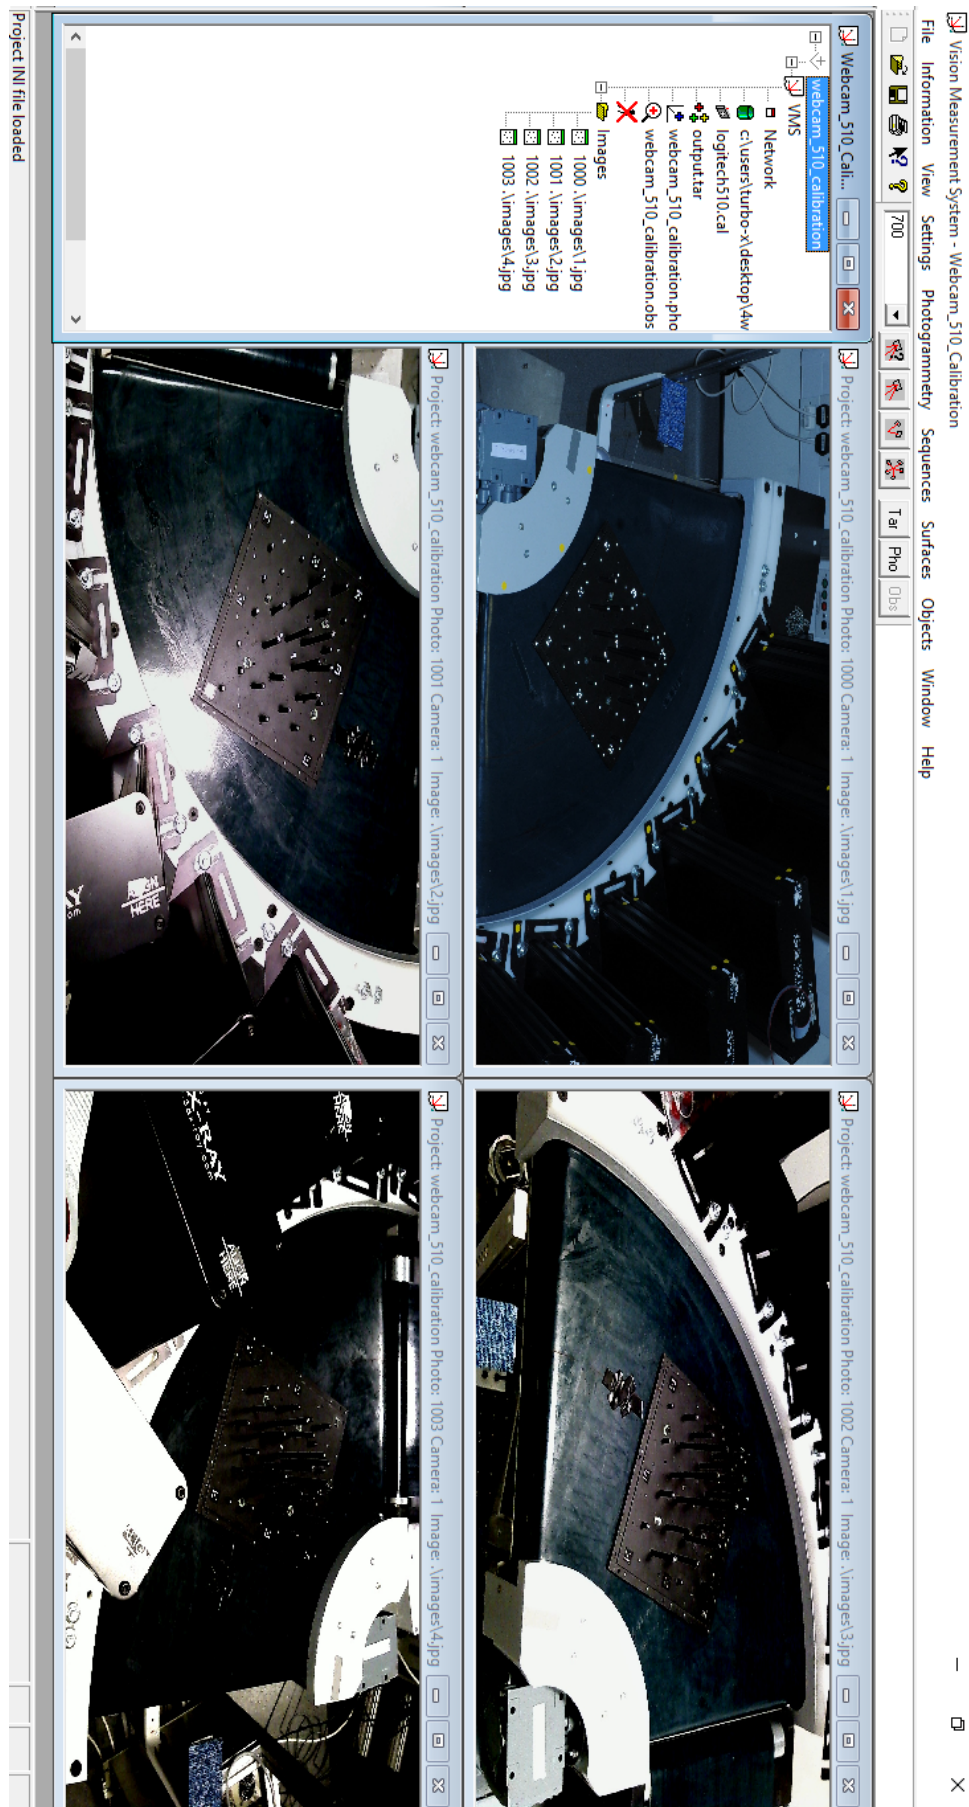 Vision Measurement System - Webcam_510_Calibration
File Information View Settings Photogrammetry Sequences Surfaces Objects Window Help
700
Tar Pho Obs
Webcam_510_Cali...
webcam_510_calibration
VMS
Network
c:\users\turbo-x\desktop\4w
logitech510.cal
output.tar
webcam_510_calibration.pho
webcam_510_calibration.obs
Images
1000 .\images\1.jpg
1001 .\images\2.jpg
1002 .\images\3.jpg
1003 .\images\4.jpg
Project: webcam_510_calibration Photo: 1000 Camera: 1 Image: .\images\1.jpg
Project: webcam_510_calibration Photo: 1002 Camera: 1 Image: .\images\3.jpg
Project: webcam_510_calibration Photo: 1001 Camera: 1 Image: .\images\2.jpg
HERE
Project: webcam_510_calibration Photo: 1003 Camera: 1 Image: .\images\4.jpg
X-RAY
Project INI file loaded